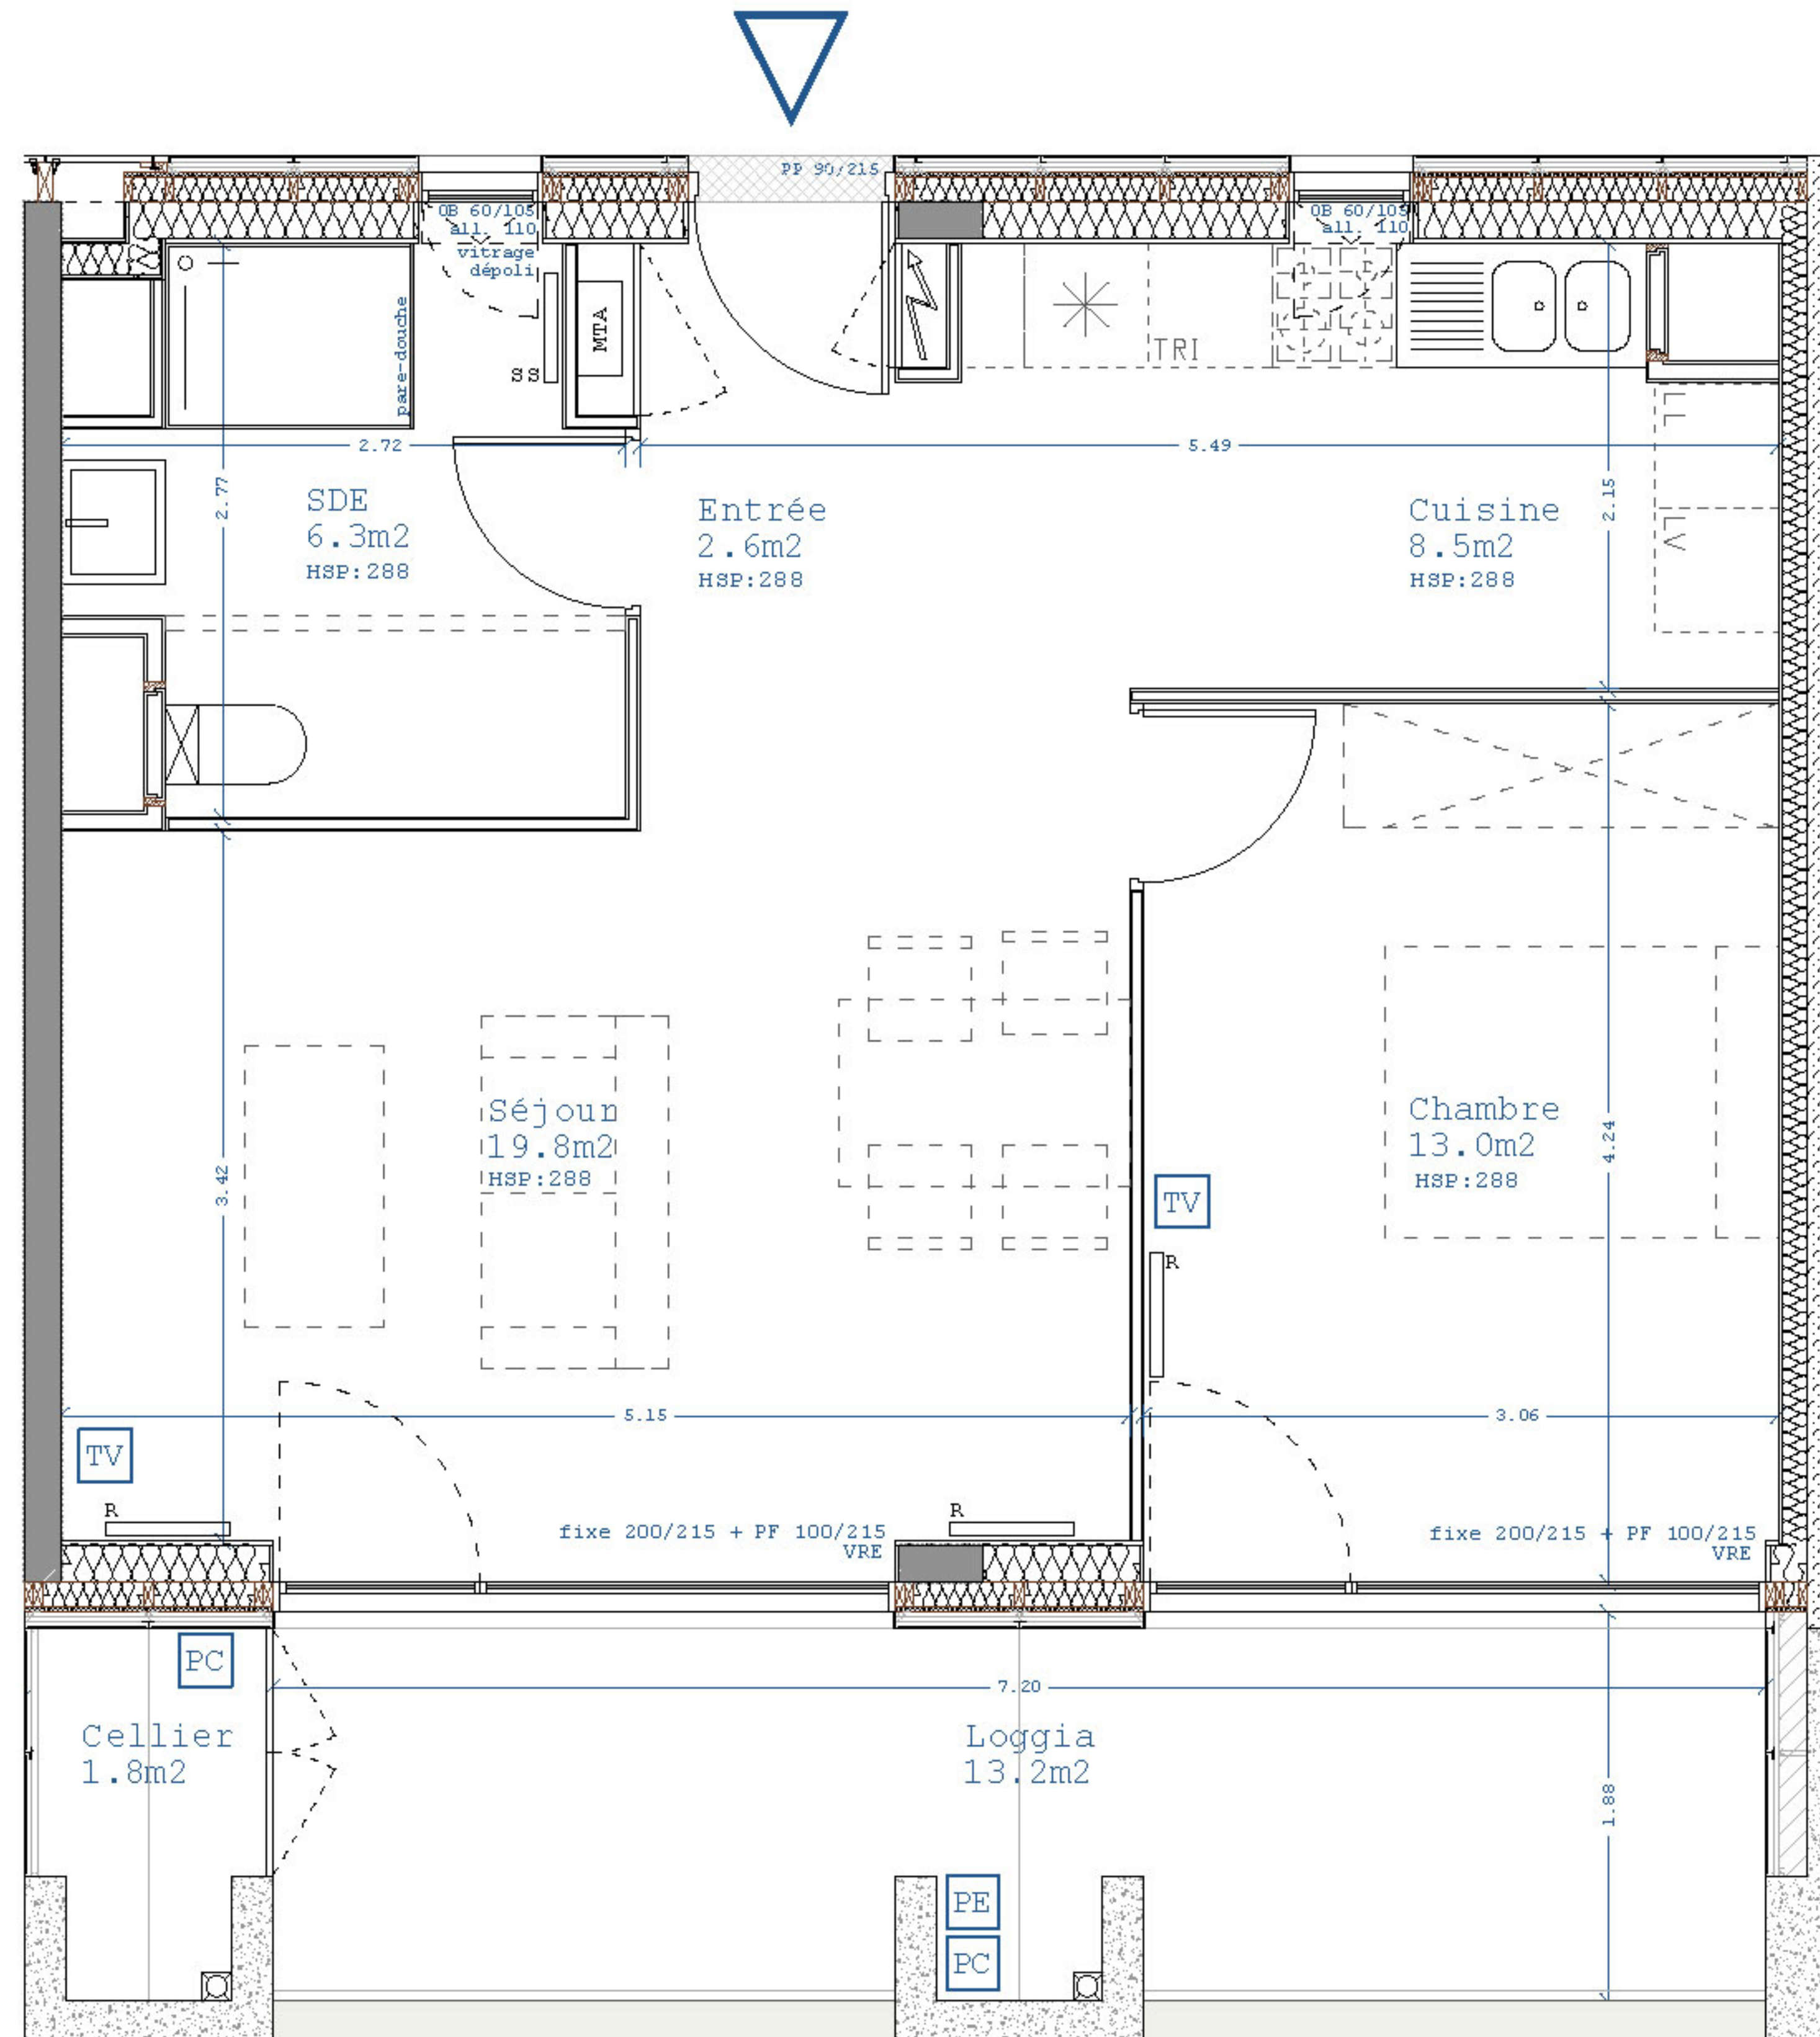 PP 90/215
OB 60/105
all. 110
vitrage
dépoli
OB 60/105
all. 110
pare-douche
MTA
SS
TRI
LL
LV
2.72
5.49
2.77
2.15
SDE
6.3m2
HSP:288
Entrée
2.6m2
HSP:288
Cuisine
8.5m2
HSP:288
Séjour
19.8m2
HSP:288
Chambre
13.0m2
HSP:288
3.42
4.24
TV
R
5.15
3.06
TV
R
R
fixe 200/215 + PF 100/215
VRE
fixe 200/215 + PF 100/215
VRE
PC
7.20
Cellier
1.8m2
Loggia
13.2m2
1.88
PE
PC